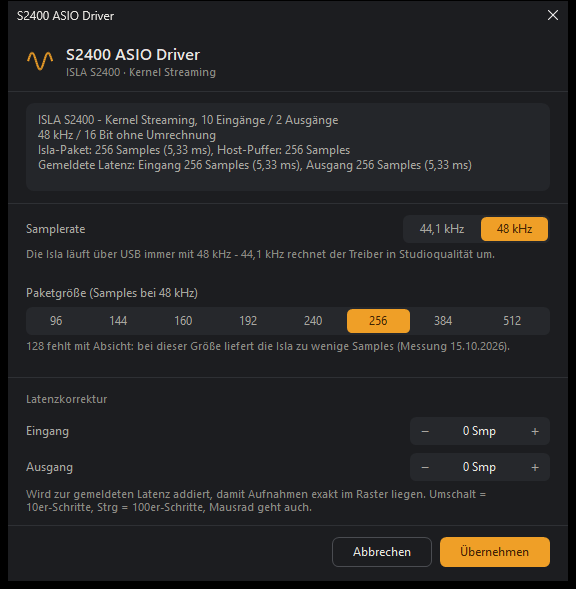 S2400 ASIO Driver
S2400 ASIO Driver
ISLA S2400 · Kernel Streaming
ISLA S2400 - Kernel Streaming, 10 Eingänge / 2 Ausgänge
48 kHz / 16 Bit ohne Umrechnung
Isla-Paket: 256 Samples (5,33 ms), Host-Puffer: 256 Samples
Gemeldete Latenz: Eingang 256 Samples (5,33 ms), Ausgang 256 Samples (5,33 ms)
Samplerate 44,1 kHz 48 kHz
Die Isla läuft über USB immer mit 48 kHz - 44,1 kHz rechnet der Treiber in Studioqualität um.
Paketgröße (Samples bei 48 kHz)
96 144 160 192 240 256 384 512
128 fehlt mit Absicht: bei dieser Größe liefert die Isla zu wenige Samples (Messung 15.10.2026).
Latenzkorrektur
Eingang − 0 Smp +
Ausgang − 0 Smp +
Wird zur gemeldeten Latenz addiert, damit Aufnahmen exakt im Raster liegen. Umschalt =
10er-Schritte, Strg = 100er-Schritte, Mausrad geht auch.
Abbrechen Übernehmen